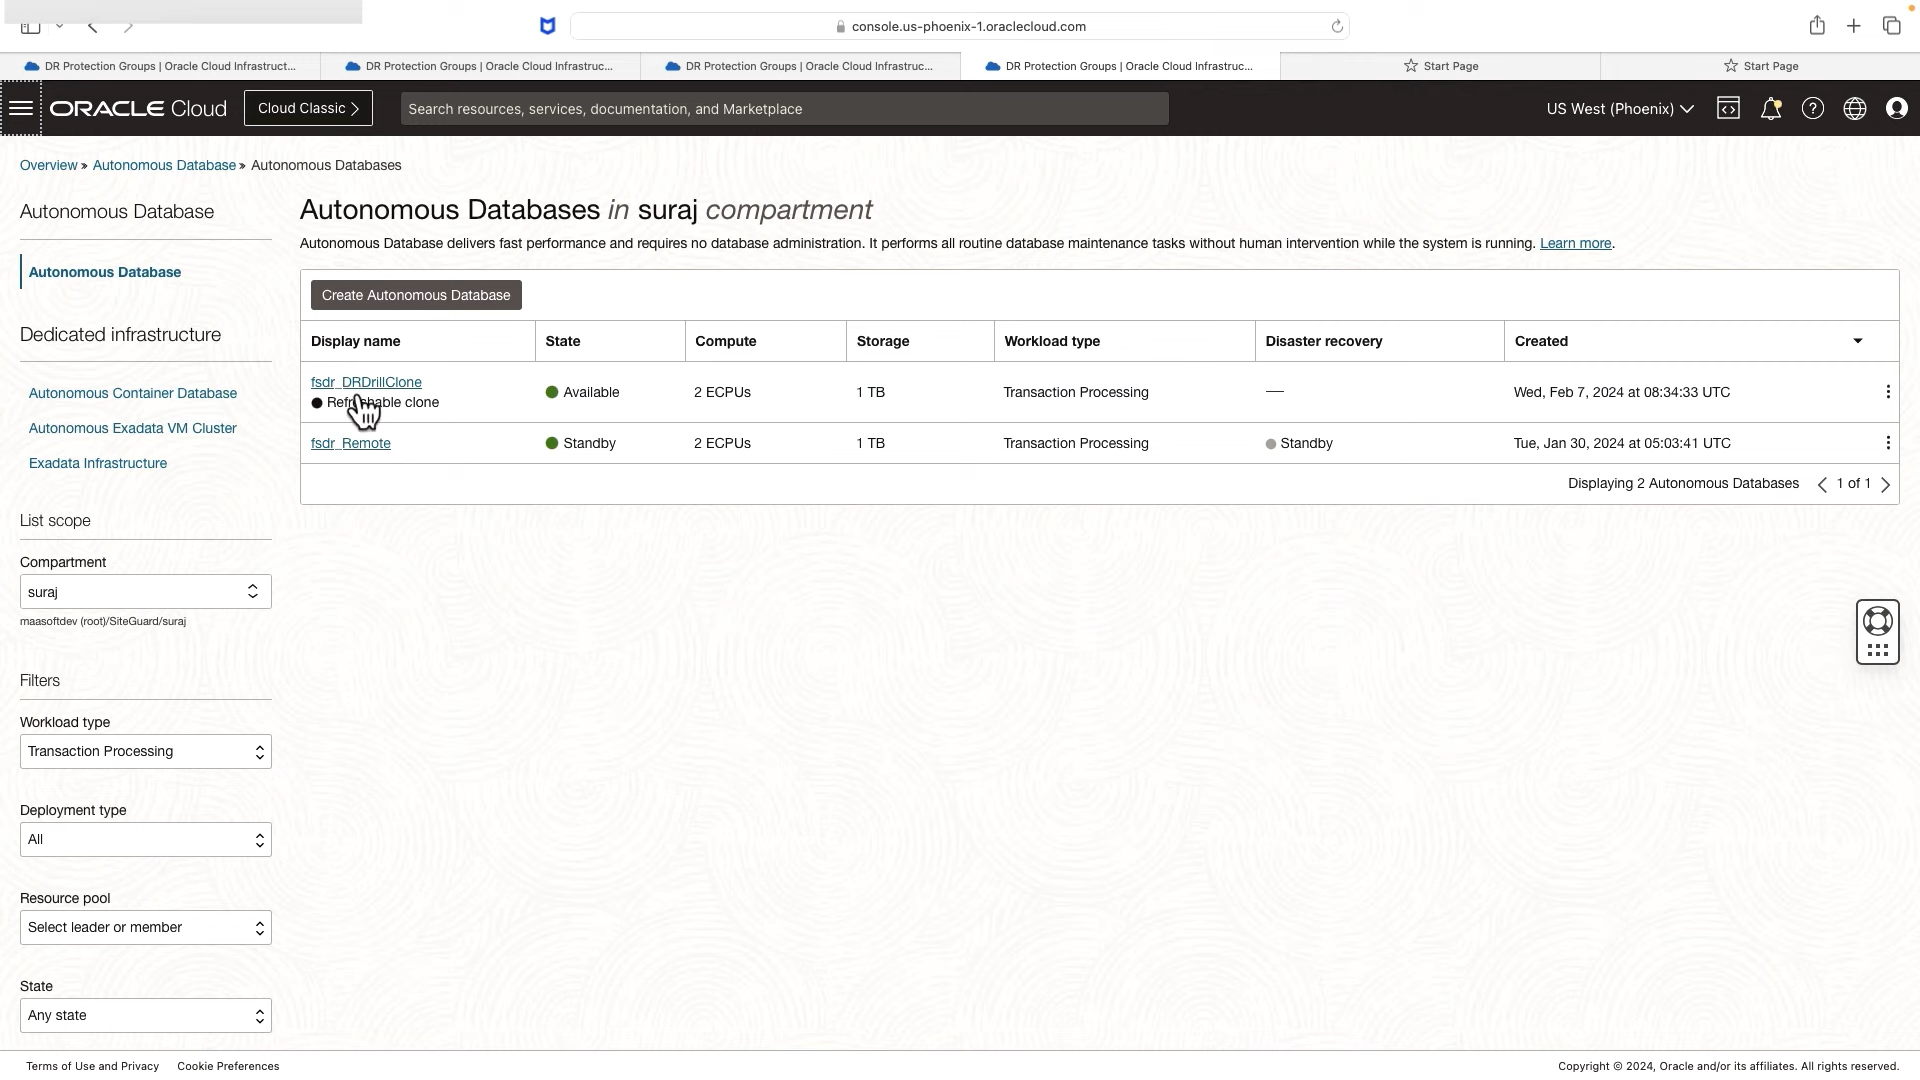 console.us-phoenix-1.oraclecloud.com
DR Protection Groups | Oracle Cloud Infrastruct...
DR Protection Groups | Oracle Cloud Infrastruc...
DR Protection Groups | Oracle Cloud Infrastruc...
DR Protection Groups | Oracle Cloud Infrastruc...
Start Page
Start Page
ORACLE Cloud
Cloud Classic
Search resources, services, documentation, and Marketplace
US West (Phoenix)
Overview » Autonomous Database » Autonomous Databases
Autonomous Database
Autonomous Database
Dedicated infrastructure
Autonomous Container Database
Autonomous Exadata VM Cluster
Exadata Infrastructure
List scope
Compartment
suraj
maasoftdev (root)/SiteGuard/suraj
Filters
Workload type
Transaction Processing
Deployment type
All
Resource pool
Select leader or member
State
Any state
Autonomous Databases in suraj compartment
Autonomous Database delivers fast performance and requires no database administration. It performs all routine database maintenance tasks without human intervention while the system is running. Learn more.
Create Autonomous Database
Display name State Compute Storage Workload type Disaster recovery Created
fsdr_DRDrillClone Available 2 ECPUs 1 TB Transaction Processing — Wed, Feb 7, 2024 at 08:34:33 UTC
Refreshable clone
fsdr_Remote Standby 2 ECPUs 1 TB Transaction Processing Standby Tue, Jan 30, 2024 at 05:03:41 UTC
Displaying 2 Autonomous Databases < 1 of 1 >
Terms of Use and Privacy Cookie Preferences
Copyright © 2024, Oracle and/or its affiliates. All rights reserved.